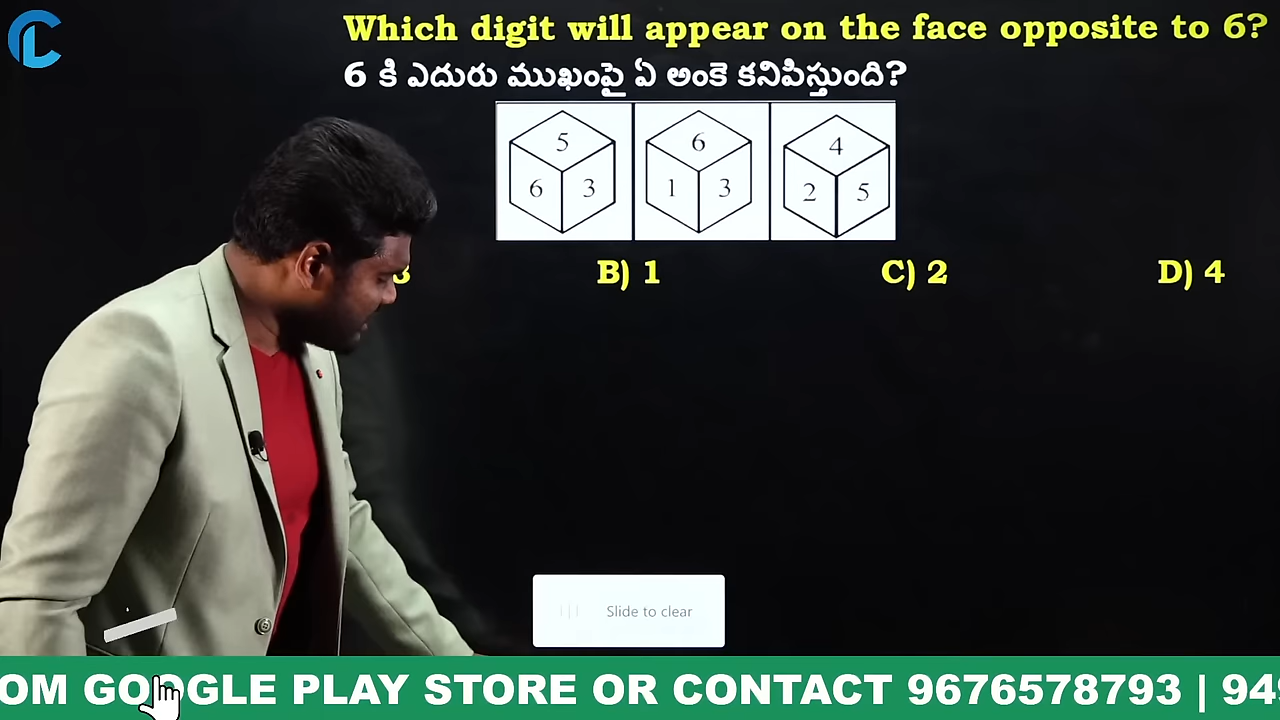 Which digit will appear on the face opposite to 6?
6 కి ఎదురు ముఖంపై ఏ అంకె కనిపిస్తుంది?
5
6 3
6
1 3
4
2 5
3 B) 1 C) 2 D) 4
Slide to clear
OM GOOGLE PLAY STORE OR CONTACT 9676578793 | 94